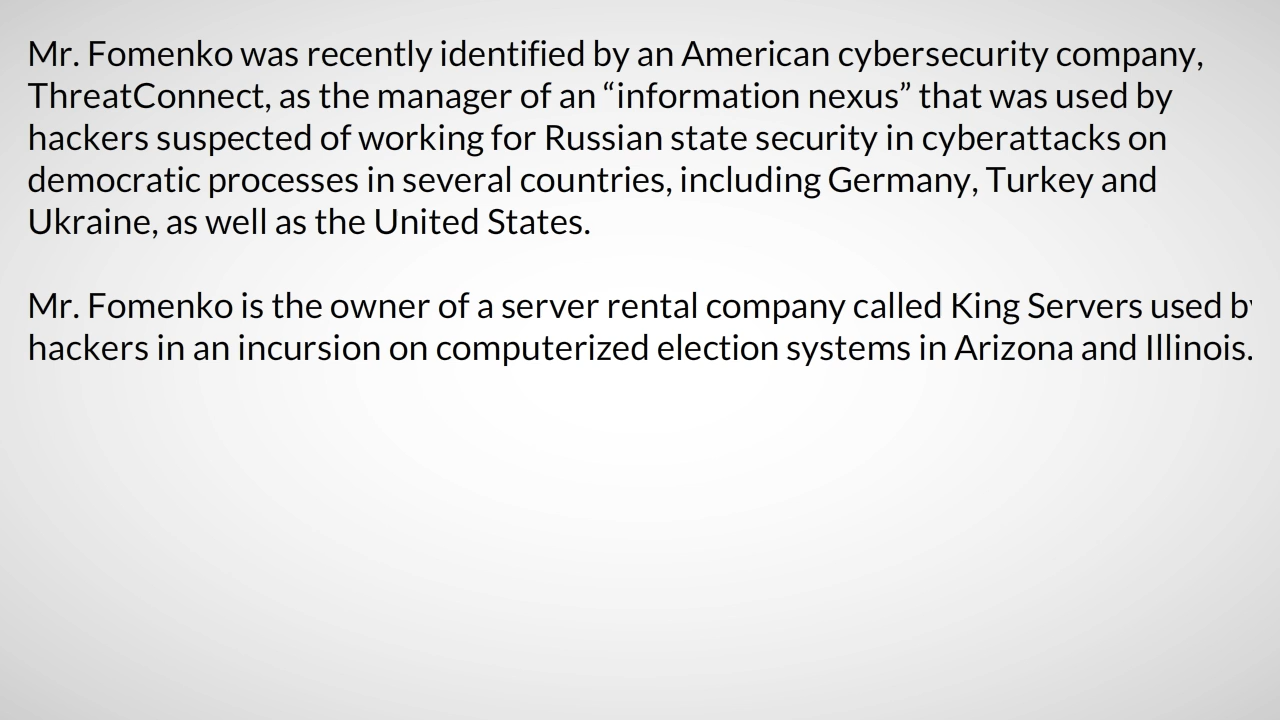 Mr. Fomenko was recently identified by an American cybersecurity company,
ThreatConnect, as the manager of an “information nexus” that was used by
hackers suspected of working for Russian state security in cyberattacks on
democratic processes in several countries, including Germany, Turkey and
Ukraine, as well as the United States.
Mr. Fomenko is the owner of a server rental company called King Servers used by
hackers in an incursion on computerized election systems in Arizona and Illinois.